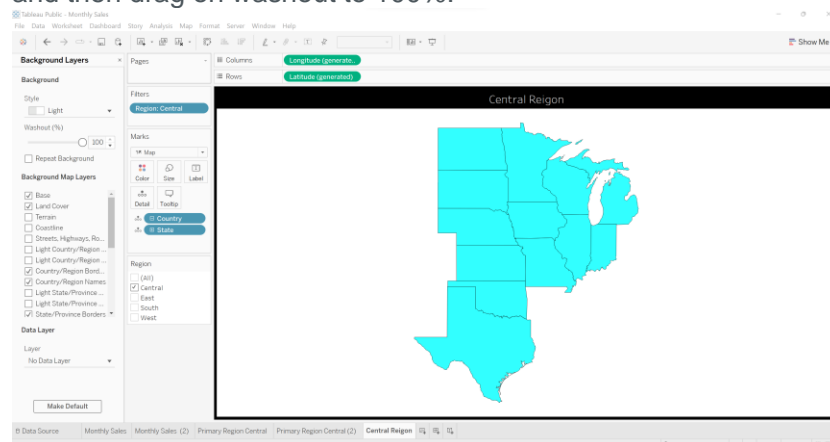 and then drag on washout to 100%.
Tableau Public - Monthly Sales
File Data Worksheet Dashboard Story Analysis Map Format Server Window Help
Show Me
Background Layers
Pages
Columns
Longitude (generate..
Rows
Latitude (generated)
Background
Filters
Region: Central
Central Reigon
Style
Light
Washout (%)
100
Repeat Background
Marks
Map
Color Size Label
Detail Tooltip
Country
State
Background Map Layers
Base
Land Cover
Terrain
Coastline
Streets, Highways, Ro...
Light Country/Region ...
Light Country/Region ...
Country/Region Bord...
Country/Region Names
Light State/Province ...
Light State/Province ...
State/Province Borders
Region
(All)
Central
East
South
West
Data Layer
Layer
No Data Layer
Make Default
Data Source Monthly Sales Monthly Sales (2) Primary Region Central Primary Region Central (2) Central Reigon